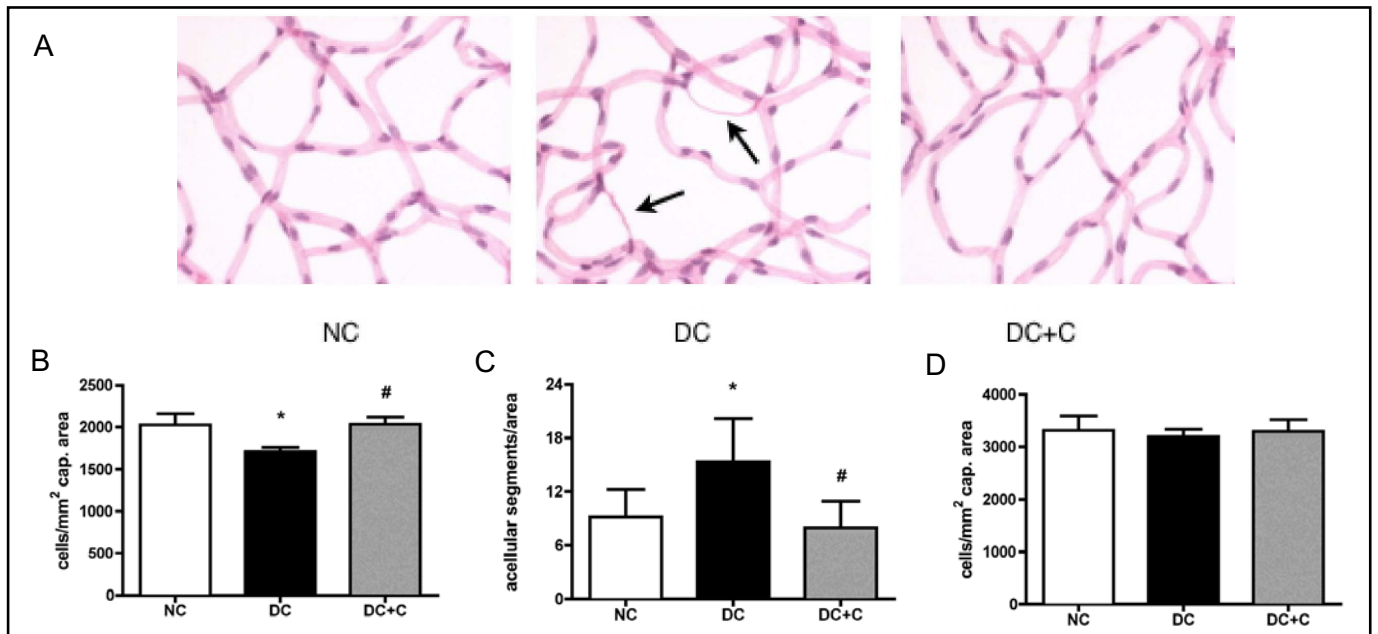 A
NC DC DC+C
B
cells/mm² cap. area
2500
2000
1500
1000
500
0
*
#
NC DC DC+C
C
acellular segments/area
24
18
12
6
0
*
#
NC DC DC+C
D
cells/mm² cap. area
4000
3000
2000
1000
0
NC DC DC+C